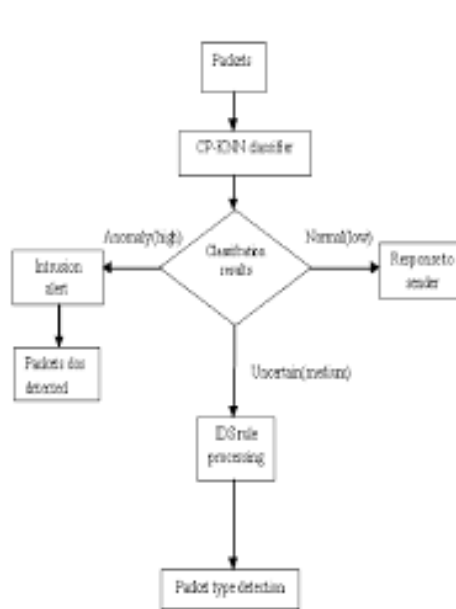 Packets
CP-KNN classifier
Anomaly(high)
Normal(low)
Classification
results
Intrusion
alert
Response to
sender
Packets dos
detected
Uncertain(medium)
IDS rule
processing
Packet type detection